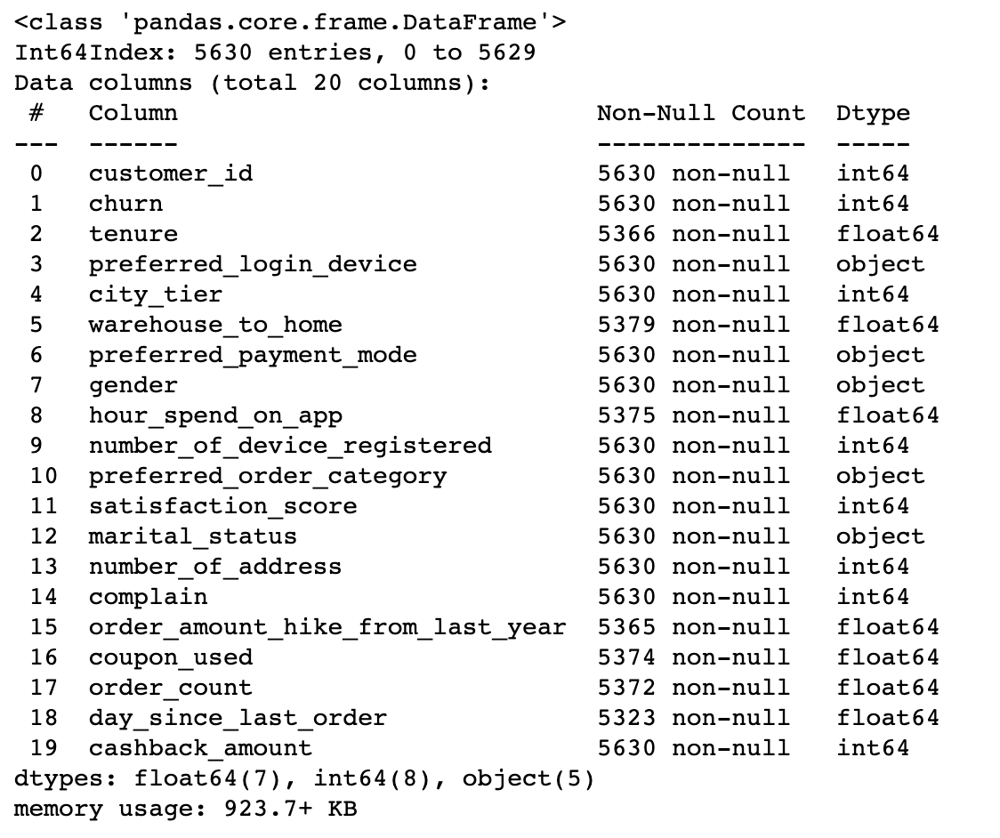 <class 'pandas.core.frame.DataFrame'>
Int64Index: 5630 entries, 0 to 5629
Data columns (total 20 columns):
 #   Column                            Non-Null Count  Dtype
---  ------                            --------------  -----
 0   customer_id                       5630 non-null   int64
 1   churn                             5630 non-null   int64
 2   tenure                            5366 non-null   float64
 3   preferred_login_device            5630 non-null   object
 4   city_tier                         5630 non-null   int64
 5   warehouse_to_home                 5379 non-null   float64
 6   preferred_payment_mode            5630 non-null   object
 7   gender                            5630 non-null   object
 8   hour_spend_on_app                 5375 non-null   float64
 9   number_of_device_registered       5630 non-null   int64
 10  preferred_order_category          5630 non-null   object
 11  satisfaction_score                5630 non-null   int64
 12  marital_status                    5630 non-null   object
 13  number_of_address                 5630 non-null   int64
 14  complain                          5630 non-null   int64
 15  order_amount_hike_from_last_year  5365 non-null   float64
 16  coupon_used                       5374 non-null   float64
 17  order_count                       5372 non-null   float64
 18  day_since_last_order              5323 non-null   float64
 19  cashback_amount                   5630 non-null   int64
dtypes: float64(7), int64(8), object(5)
memory usage: 923.7+ KB